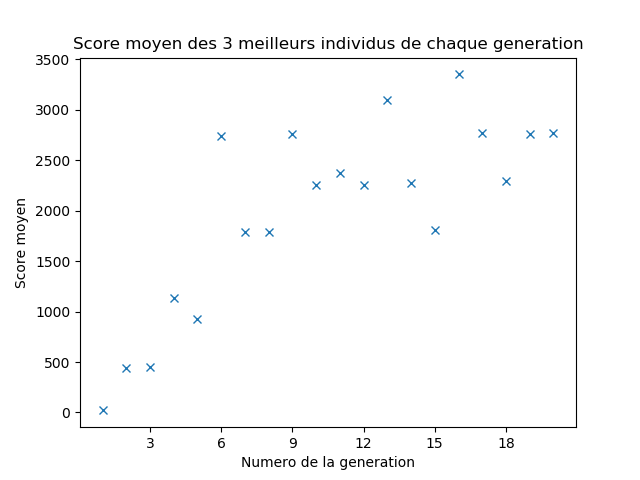 Score moyen des 3 meilleurs individus de chaque generation
3500
3000
2500
2000
1500
1000
500
0
Score moyen
3 6 9 12 15 18
Numero de la generation